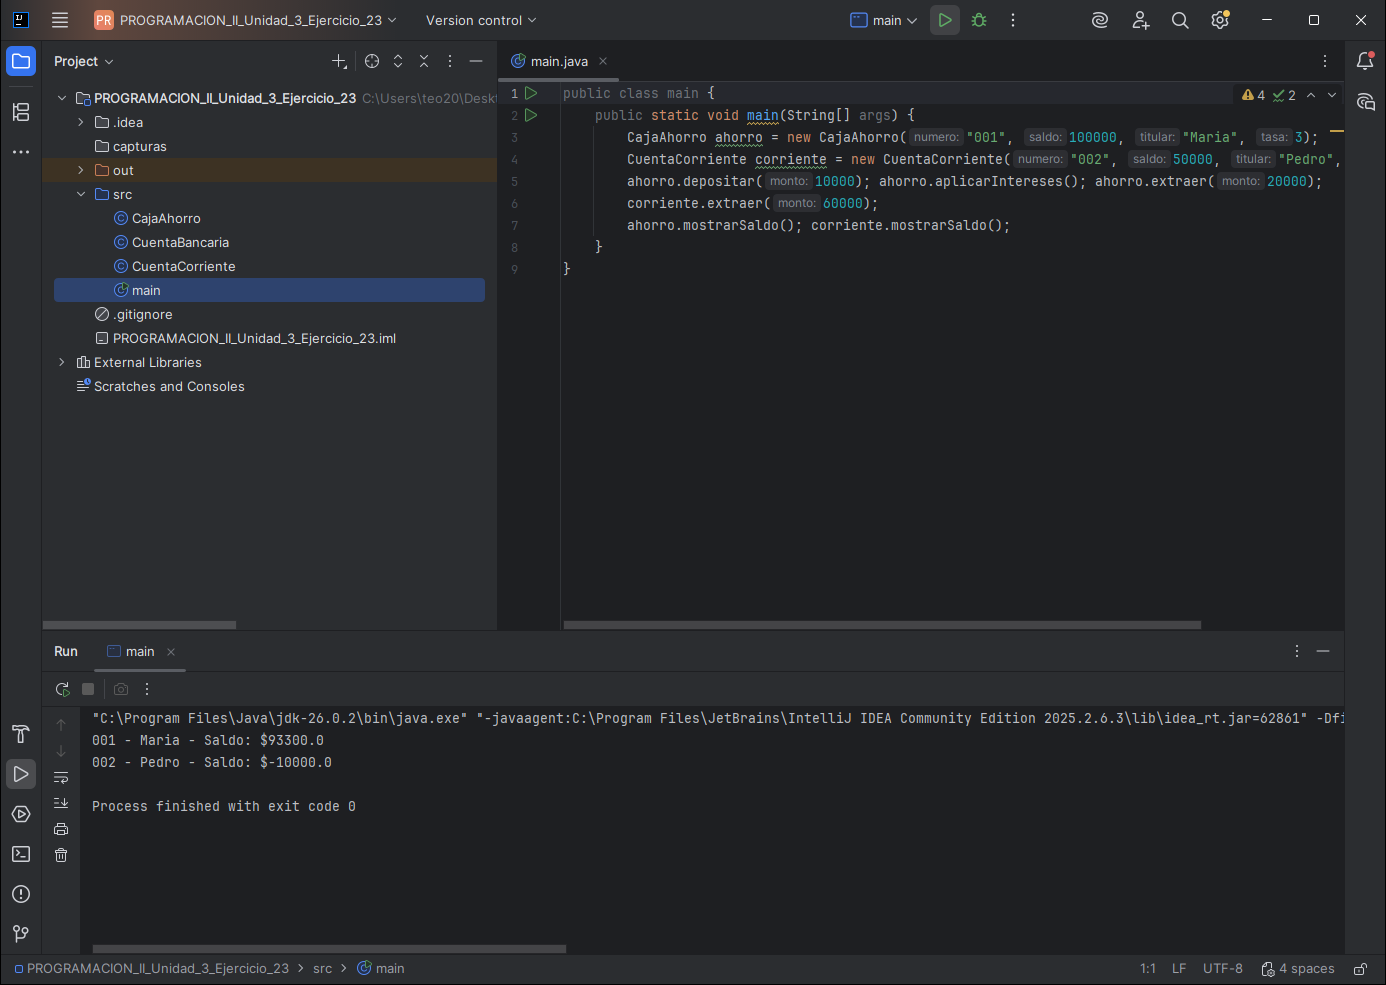 PR PROGRAMACION_II_Unidad_3_Ejercicio_23 Version control main
Project
main.java
PROGRAMACION_II_Unidad_3_Ejercicio_23 C:\Users\teo20\Deskt
.idea
capturas
out
src
CajaAhorro
CuentaBancaria
CuentaCorriente
main
.gitignore
PROGRAMACION_II_Unidad_3_Ejercicio_23.iml
External Libraries
Scratches and Consoles
1 public class main { 4 2
2 public static void main(String[] args) {
3 CajaAhorro ahorro = new CajaAhorro( numero: "001", saldo: 100000, titular: "Maria", tasa: 3);
4 CuentaCorriente corriente = new CuentaCorriente( numero: "002", saldo: 50000, titular: "Pedro",
5 ahorro.depositar( monto: 10000); ahorro.aplicarIntereses(); ahorro.extraer( monto: 20000);
6 corriente.extraer( monto: 60000);
7 ahorro.mostrarSaldo(); corriente.mostrarSaldo();
8 }
9 }
Run main
"C:\Program Files\Java\jdk-26.0.2\bin\java.exe" "-javaagent:C:\Program Files\JetBrains\IntelliJ IDEA Community Edition 2025.2.6.3\lib\idea_rt.jar=62861" -Dfi
001 - Maria - Saldo: $93300.0
002 - Pedro - Saldo: $-10000.0
Process finished with exit code 0
PROGRAMACION_II_Unidad_3_Ejercicio_23 > src > main 1:1 LF UTF-8 4 spaces